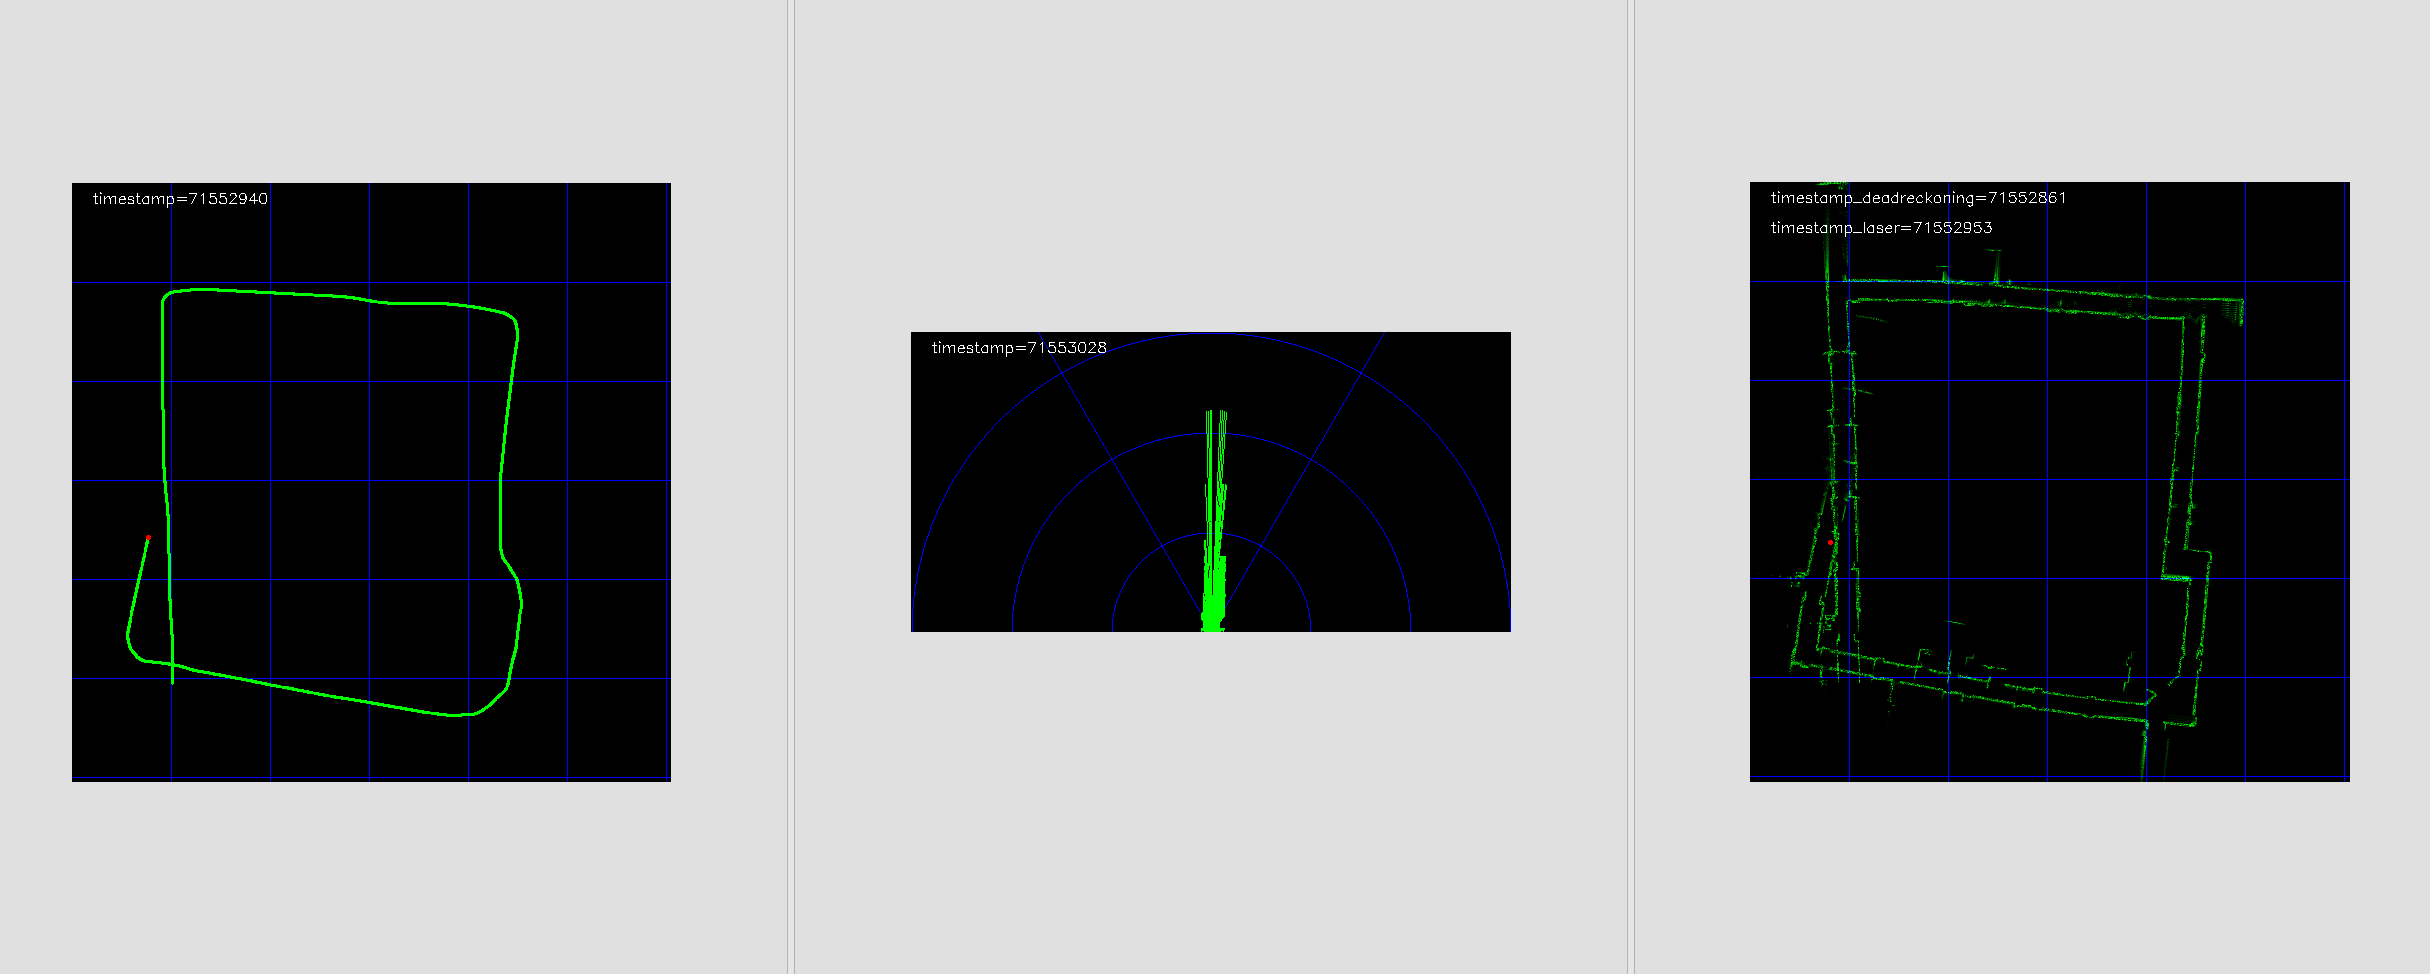 timestamp=71552940
timestamp=71553028
timestamp_deadreckoning=71552861
timestamp_laser=71552953